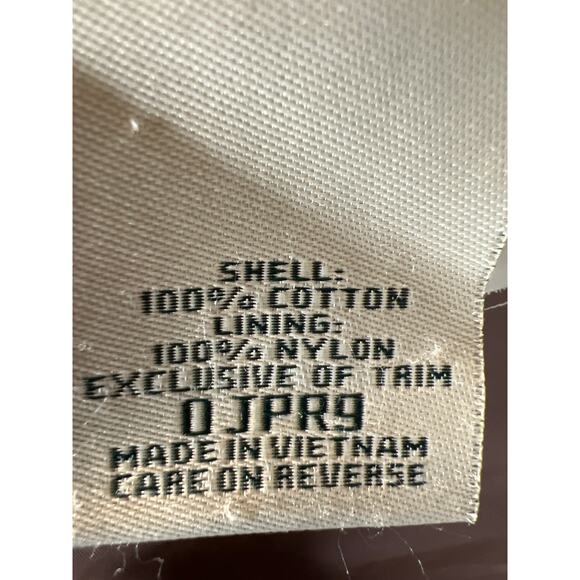 SHELL:
100% COTTON
LINING:
100% NYLON
EXCLUSIVE OF TRIM
0JPR9
MADE IN VIETNAM
CARE ON REVERSE